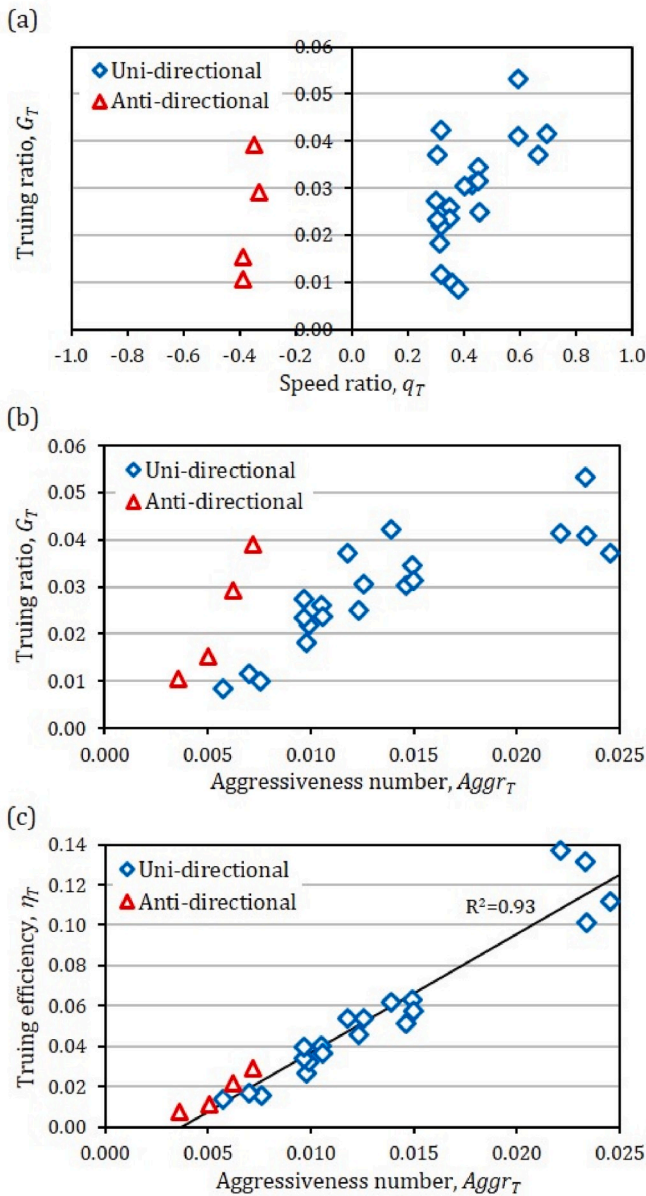 (a)
0.06
Uni-directional
Anti-directional
0.05
0.04
0.03
0.02
0.01
0.00
Truing ratio, G_T
-1.0 -0.8 -0.6 -0.4 -0.2 0.0 0.2 0.4 0.6 0.8 1.0
Speed ratio, q_T
(b)
0.06
Uni-directional
0.05
Anti-directional
0.04
0.03
0.02
0.01
0.00
Truing ratio, G_T
0.000 0.005 0.010 0.015 0.020 0.025
Aggressiveness number, Aggr_T
(c)
0.14
Uni-directional
0.12
Anti-directional
R²=0.93
0.10
0.08
0.06
0.04
0.02
0.00
Truing efficiency, η_T
0.000 0.005 0.010 0.015 0.020 0.025
Aggressiveness number, Aggr_T